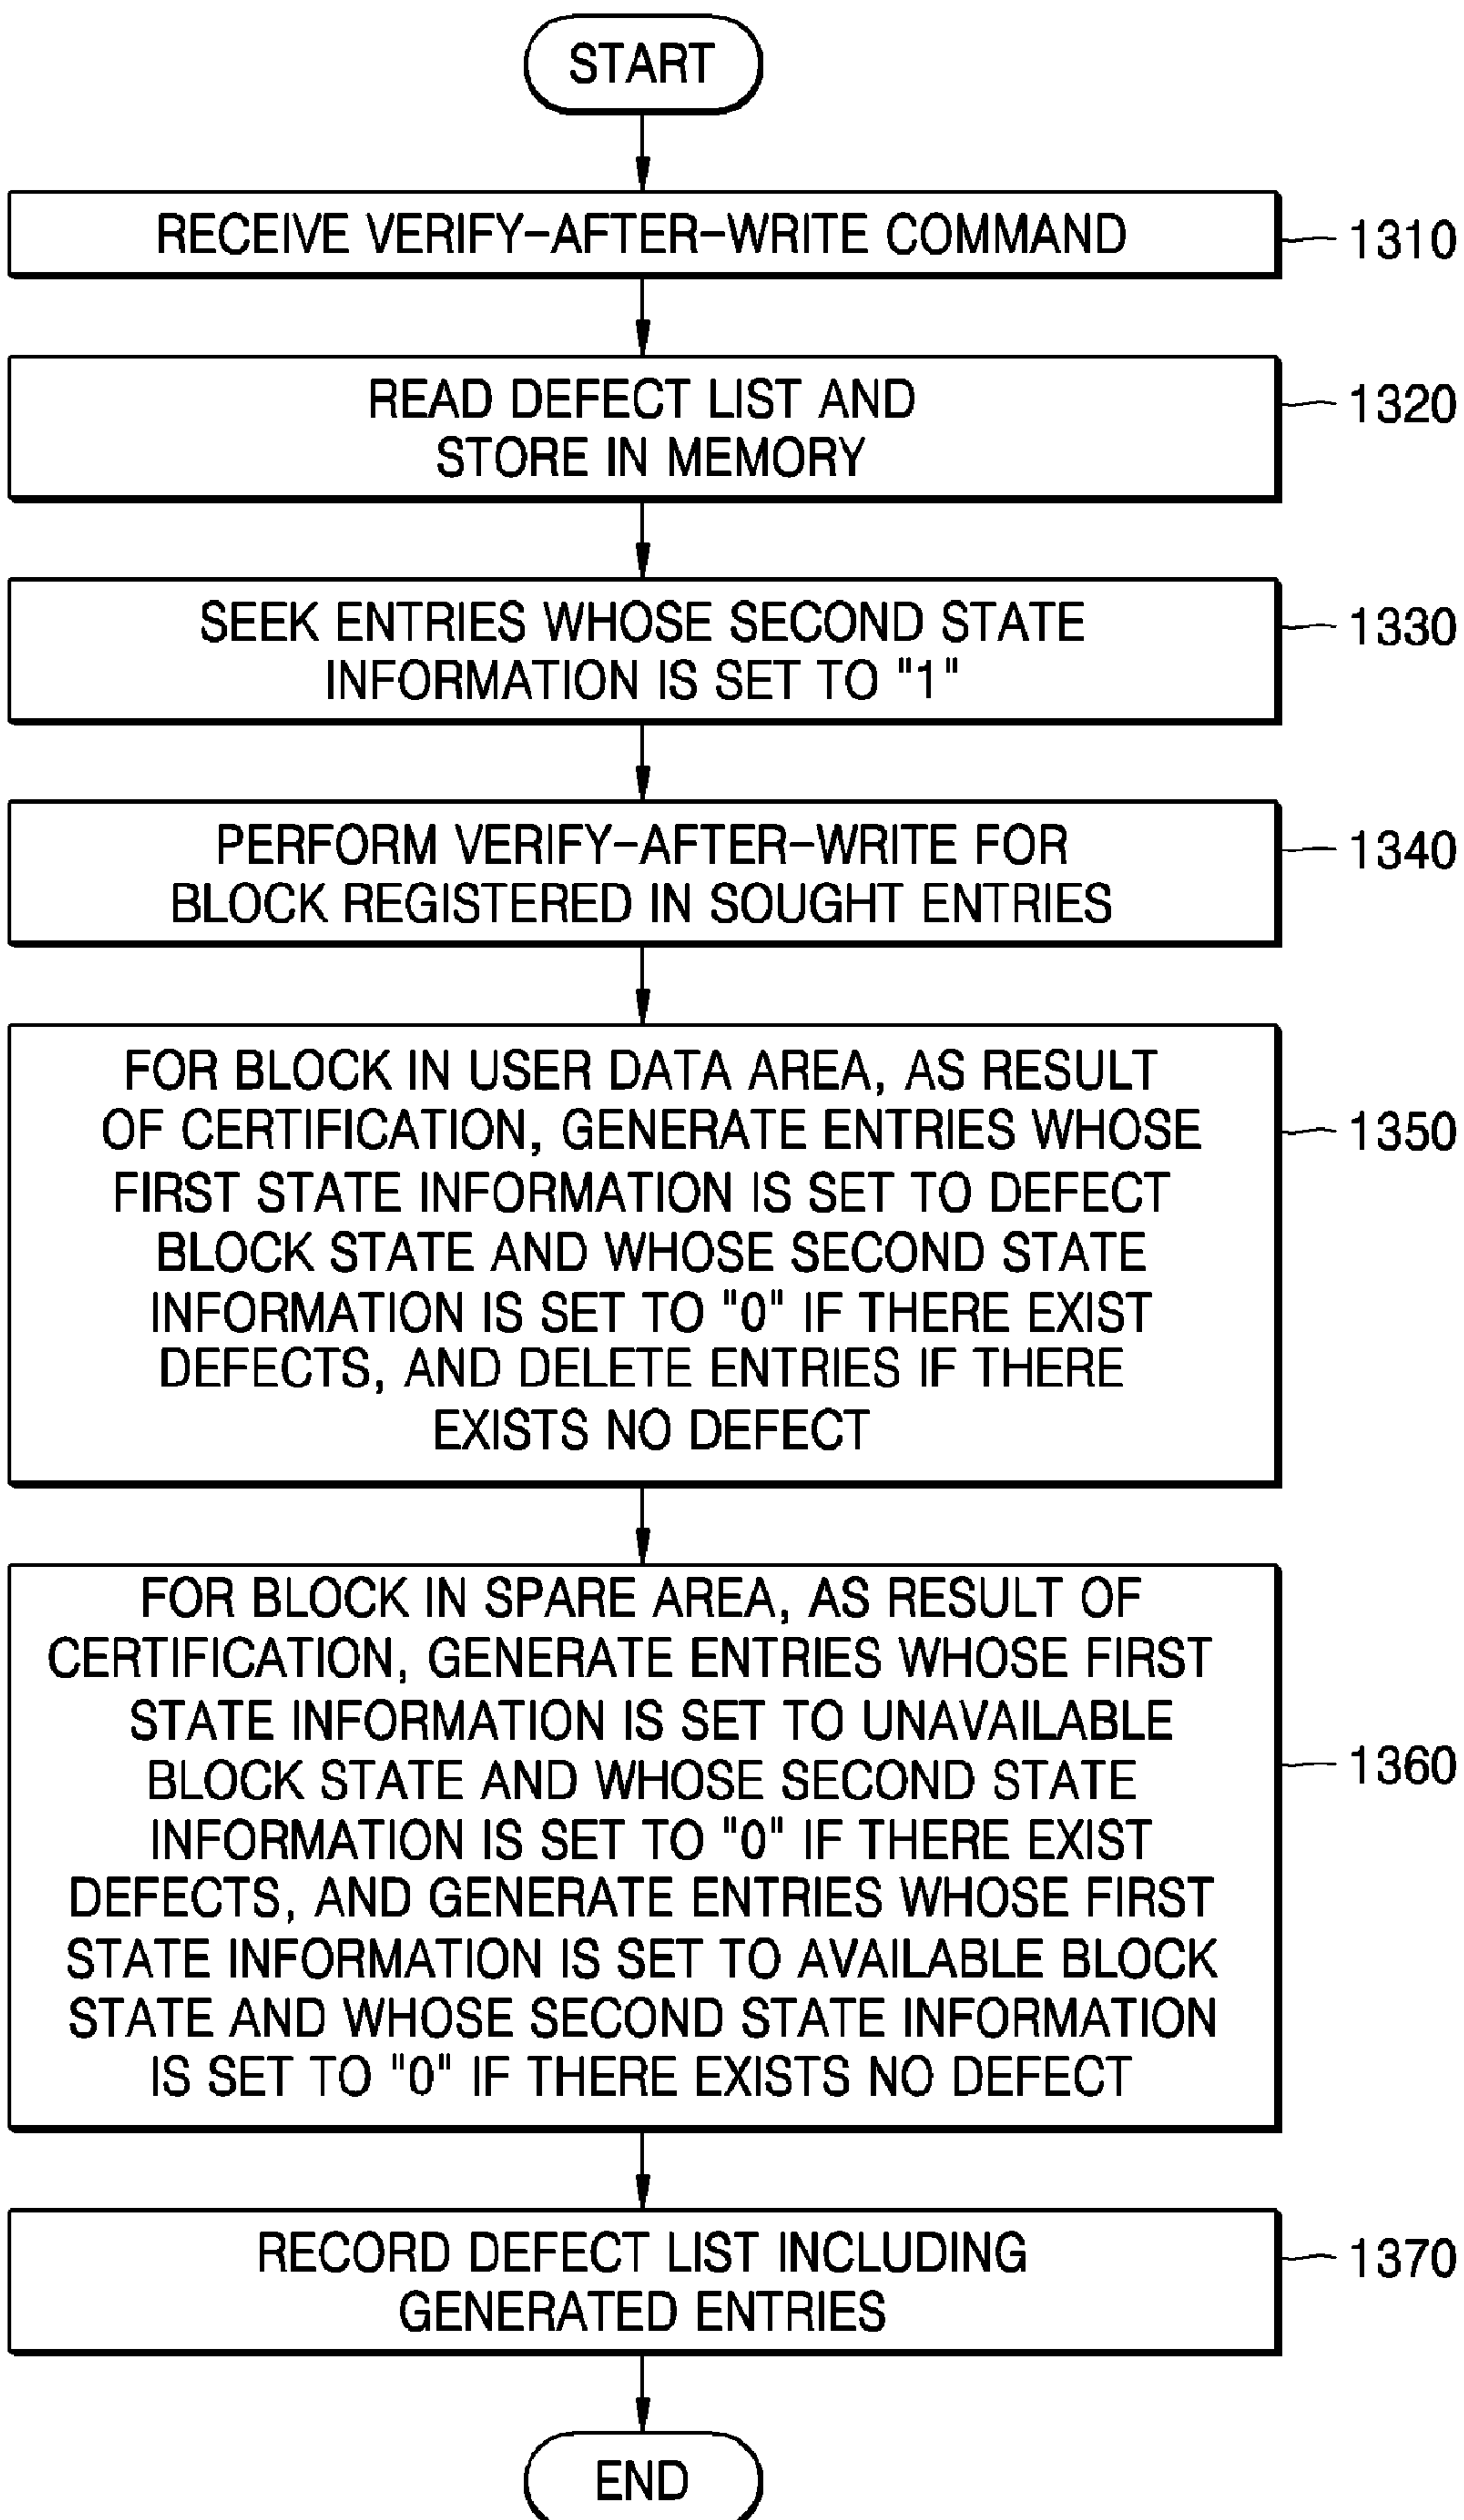 START
RECEIVE VERIFY-AFTER-WRITE COMMAND
1310
READ DEFECT LIST AND
STORE IN MEMORY
1320
SEEK ENTRIES WHOSE SECOND STATE
INFORMATION IS SET TO "1"
1330
PERFORM VERIFY-AFTER-WRITE FOR
BLOCK REGISTERED IN SOUGHT ENTRIES
1340
FOR BLOCK IN USER DATA AREA, AS RESULT
OF CERTIFICATION, GENERATE ENTRIES WHOSE
FIRST STATE INFORMATION IS SET TO DEFECT
BLOCK STATE AND WHOSE SECOND STATE
INFORMATION IS SET TO "0" IF THERE EXIST
DEFECTS, AND DELETE ENTRIES IF THERE
EXISTS NO DEFECT
1350
FOR BLOCK IN SPARE AREA, AS RESULT OF
CERTIFICATION, GENERATE ENTRIES WHOSE FIRST
STATE INFORMATION IS SET TO UNAVAILABLE
BLOCK STATE AND WHOSE SECOND STATE
INFORMATION IS SET TO "0" IF THERE EXIST
DEFECTS, AND GENERATE ENTRIES WHOSE FIRST
STATE INFORMATION IS SET TO AVAILABLE BLOCK
STATE AND WHOSE SECOND STATE INFORMATION
IS SET TO "0" IF THERE EXISTS NO DEFECT
1360
RECORD DEFECT LIST INCLUDING
GENERATED ENTRIES
1370
END